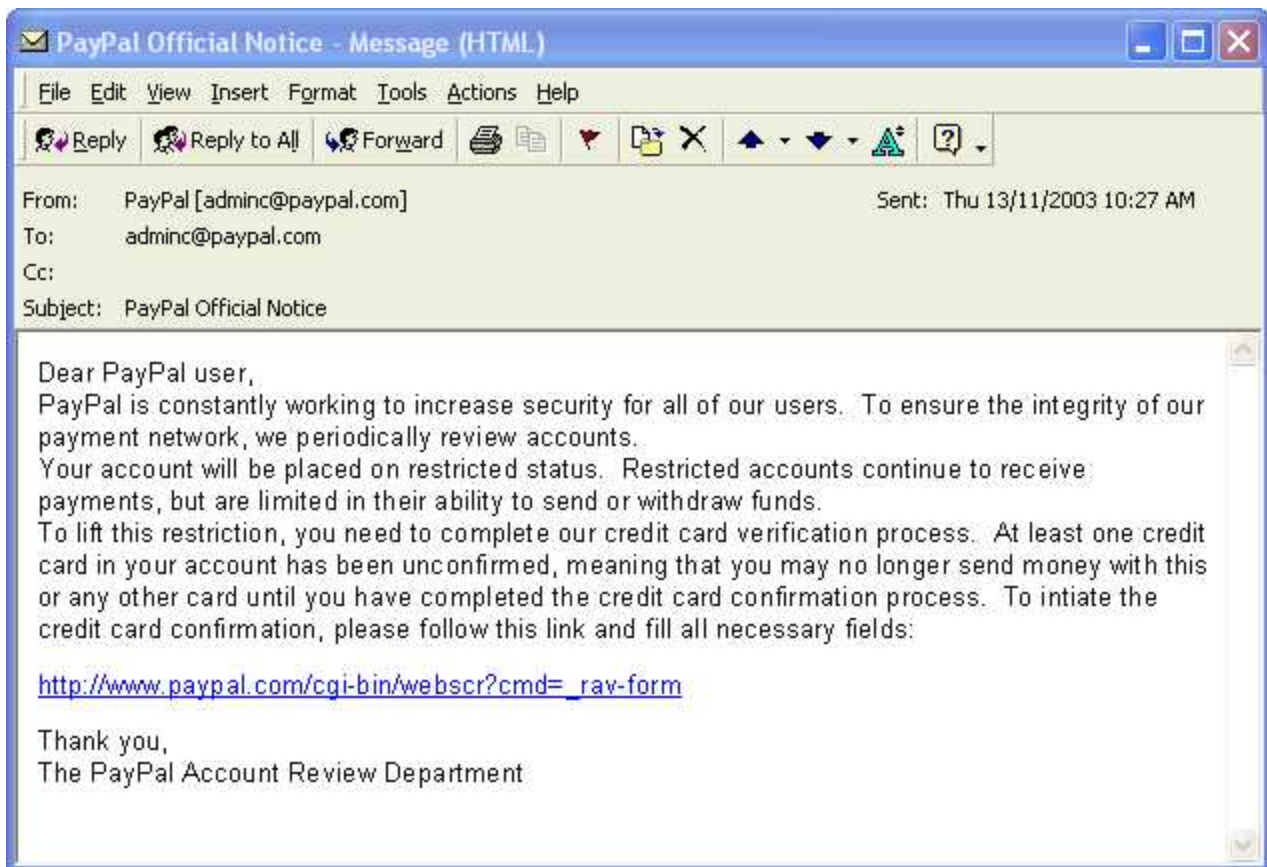 PayPal Official Notice - Message (HTML)
File Edit View Insert Format Tools Actions Help
Reply Reply to All Forward
From: PayPal [adminc@paypal.com] Sent: Thu 13/11/2003 10:27 AM
To: adminc@paypal.com
Cc:
Subject: PayPal Official Notice
Dear PayPal user,
PayPal is constantly working to increase security for all of our users. To ensure the integrity of our
payment network, we periodically review accounts.
Your account will be placed on restricted status. Restricted accounts continue to receive
payments, but are limited in their ability to send or withdraw funds.
To lift this restriction, you need to complete our credit card verification process. At least one credit
card in your account has been unconfirmed, meaning that you may no longer send money with this
or any other card until you have completed the credit card confirmation process. To intiate the
credit card confirmation, please follow this link and fill all necessary fields:
http://www.paypal.com/cgi-bin/webscr?cmd=_rav-form
Thank you,
The PayPal Account Review Department